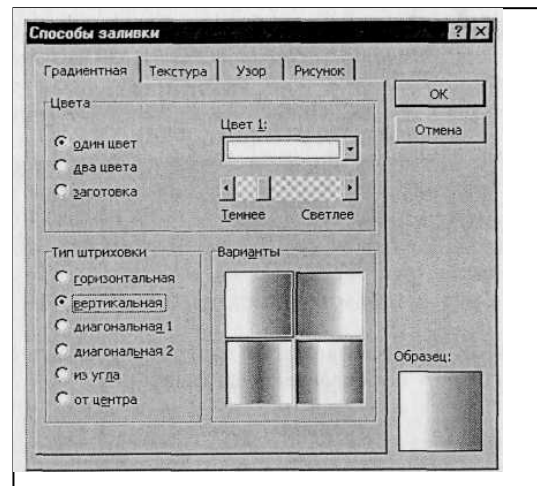 Способы заливки
Градиентная Текстура Узор Рисунок
OK
Отмена
Цвета
один цвет
два цвета
заготовка
Цвет 1:
Темнее Светлее
Тип штриховки
горизонтальная
вертикальная
диагональная 1
диагональная 2
из угла
от центра
Варианты
Образец: